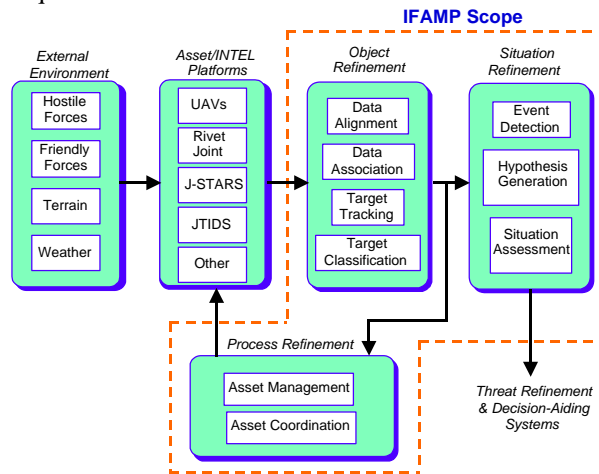 IFAMP Scope
External
Environment
Hostile
Forces
Friendly
Forces
Terrain
Weather
Asset/INTEL
Platforms
UAVs
Rivet
Joint
J-STARS
JTIDS
Other
Object
Refinement
Data
Alignment
Data
Association
Target
Tracking
Target
Classification
Situation
Refinement
Event
Detection
Hypothesis
Generation
Situation
Assessment
Process Refinement
Asset Management
Asset Coordination
Threat Refinement
& Decision-Aiding
Systems